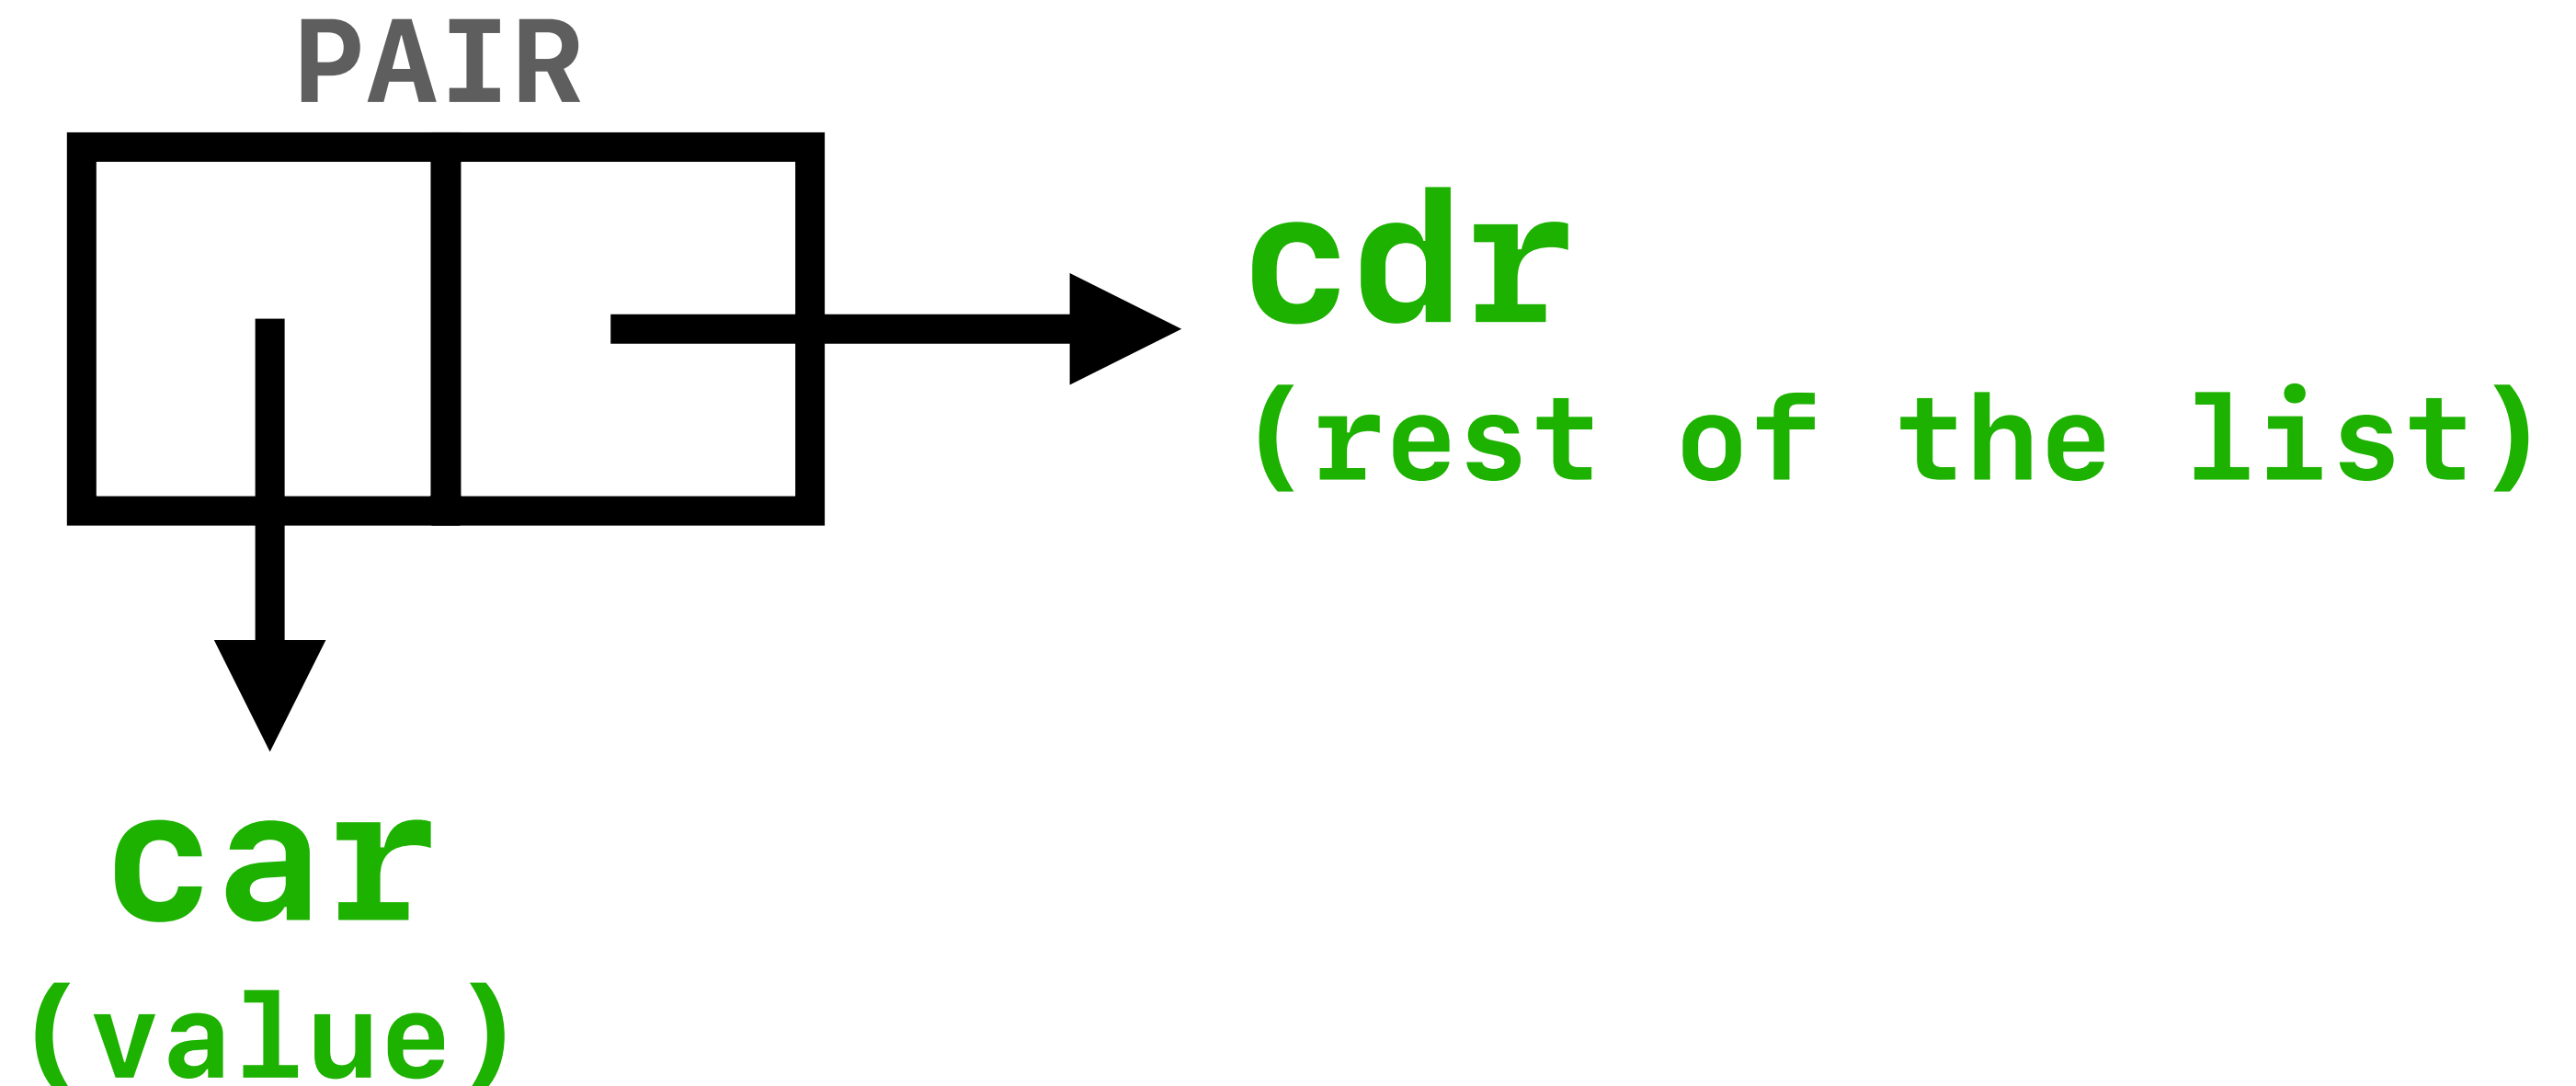 PAIR
cdr
(rest of the list)
car
(value)